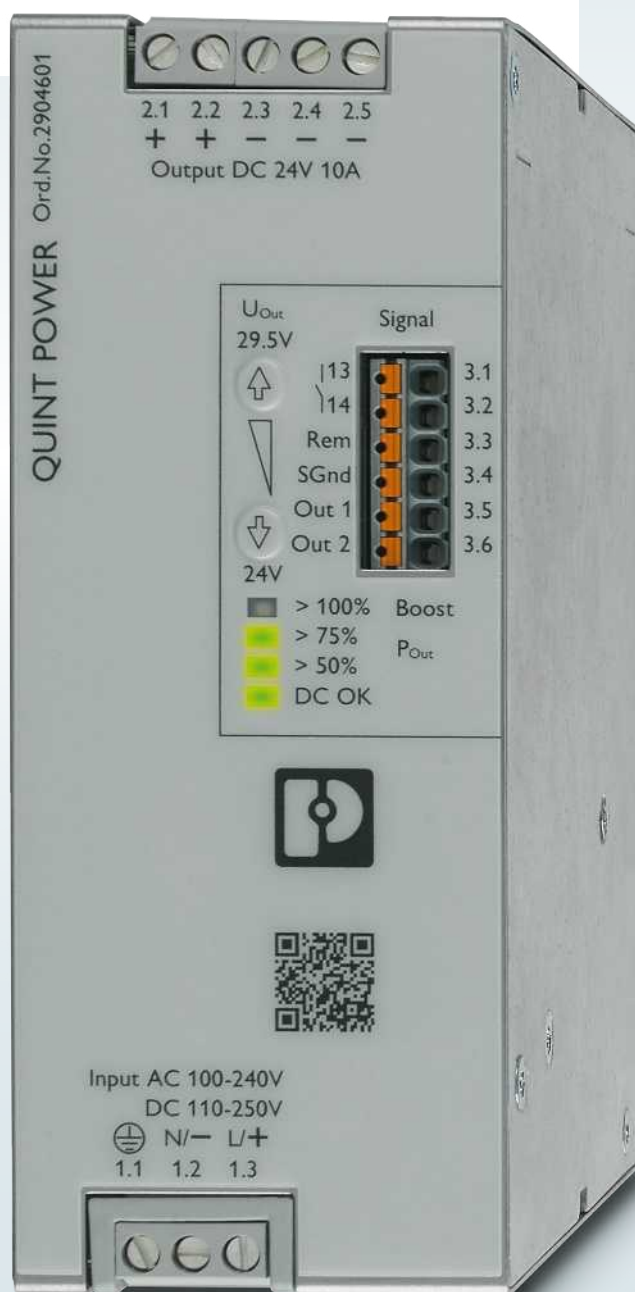 2.1 2.2 2.3 2.4 2.5
+ + − − −
Output DC 24V 10A
QUINT POWER Ord.No.2904601
UOut
29.5V
Signal
13 3.1
14 3.2
Rem 3.3
SGnd 3.4
Out 1 3.5
Out 2 3.6
24V
> 100% Boost
> 75%
POut
> 50%
DC OK
Input AC 100-240V
DC 110-250V
N/− L/+
1.1 1.2 1.3